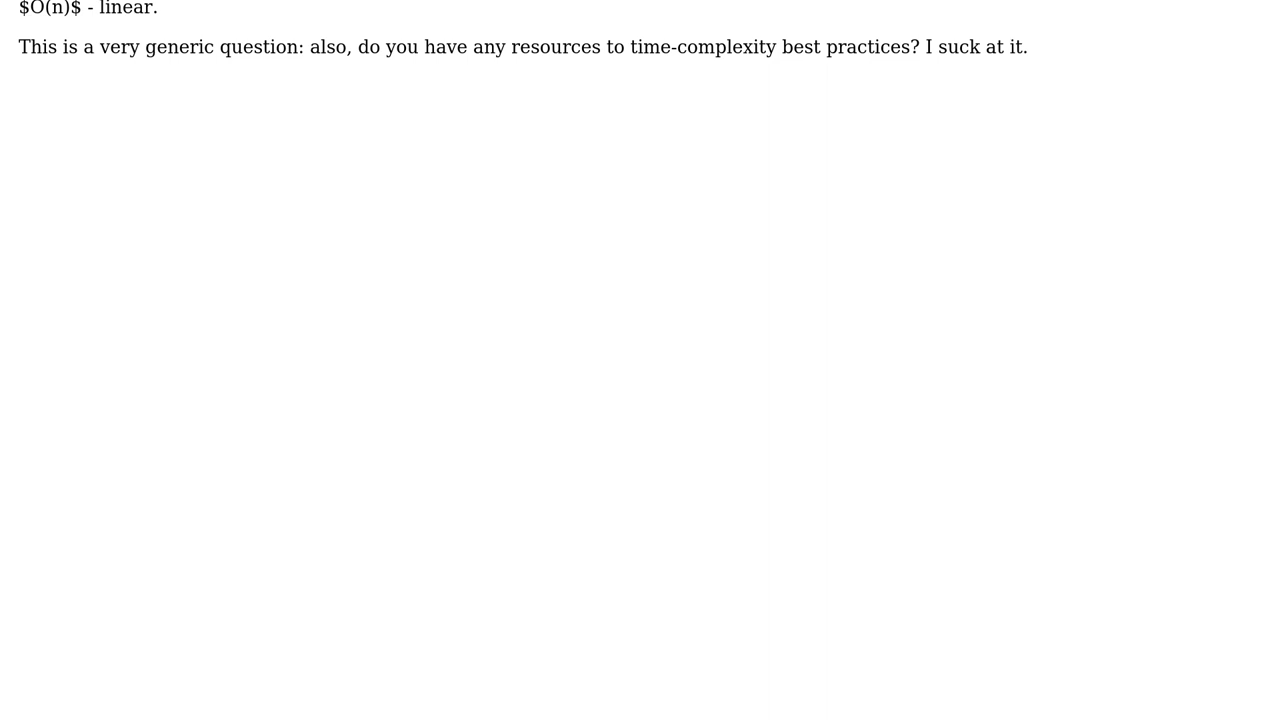 $O(n)$ - linear.
This is a very generic question: also, do you have any resources to time-complexity best practices? I suck at it.